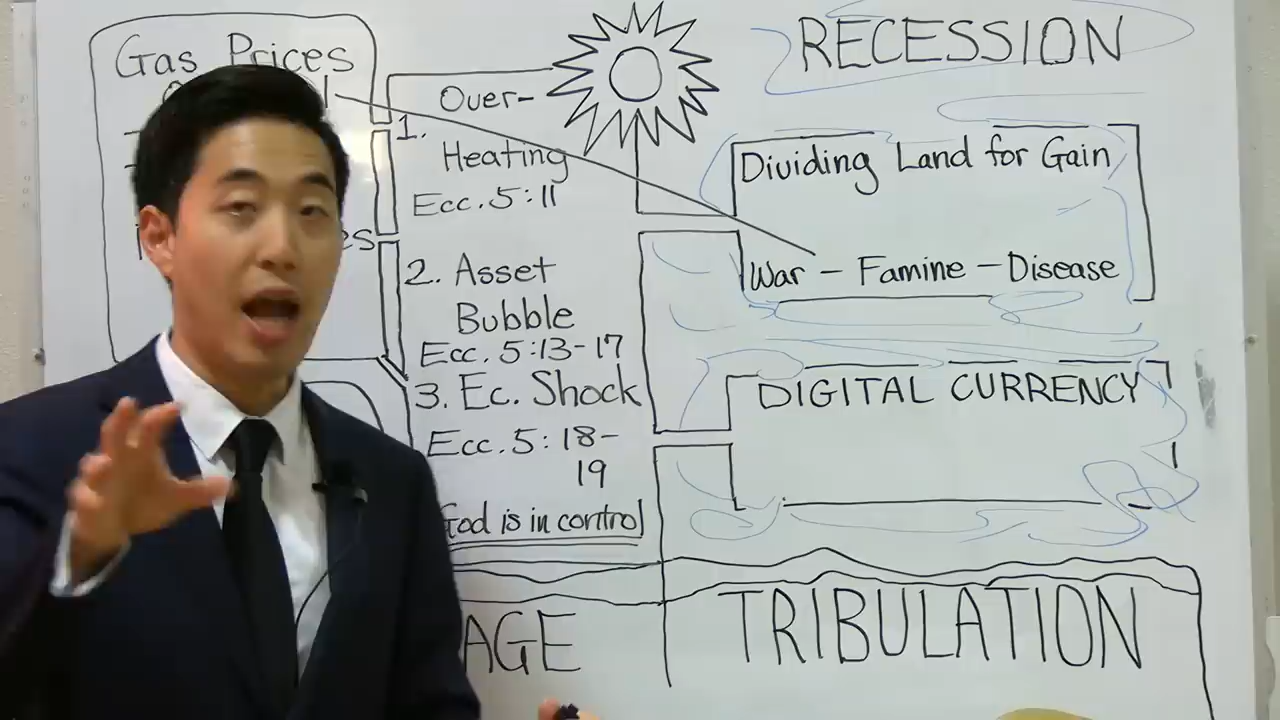 Gas Prices
Over-
1.
Heating
Ecc. 5:11
2. Asset
Bubble
Ecc. 5:13-17
3. Ec. Shock
Ecc. 5:18-
19
God is in control
AGE
RECESSION
Dividing Land for Gain
War - Famine - Disease
DIGITAL CURRENCY
TRIBULATION